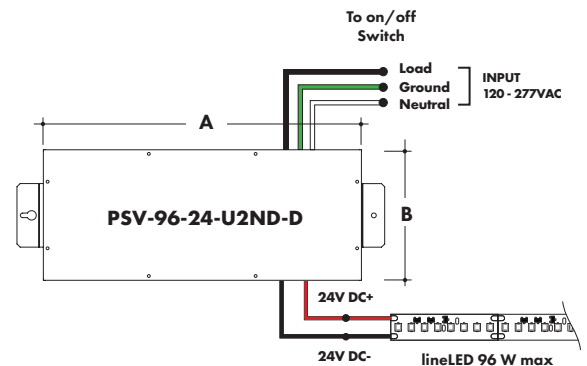 To on/off
Switch
Load
Ground
Neutral
INPUT
120 - 277VAC
A
PSV-96-24-U2ND-D
B
24V DC+
24V DC-
lineLED 96 W max